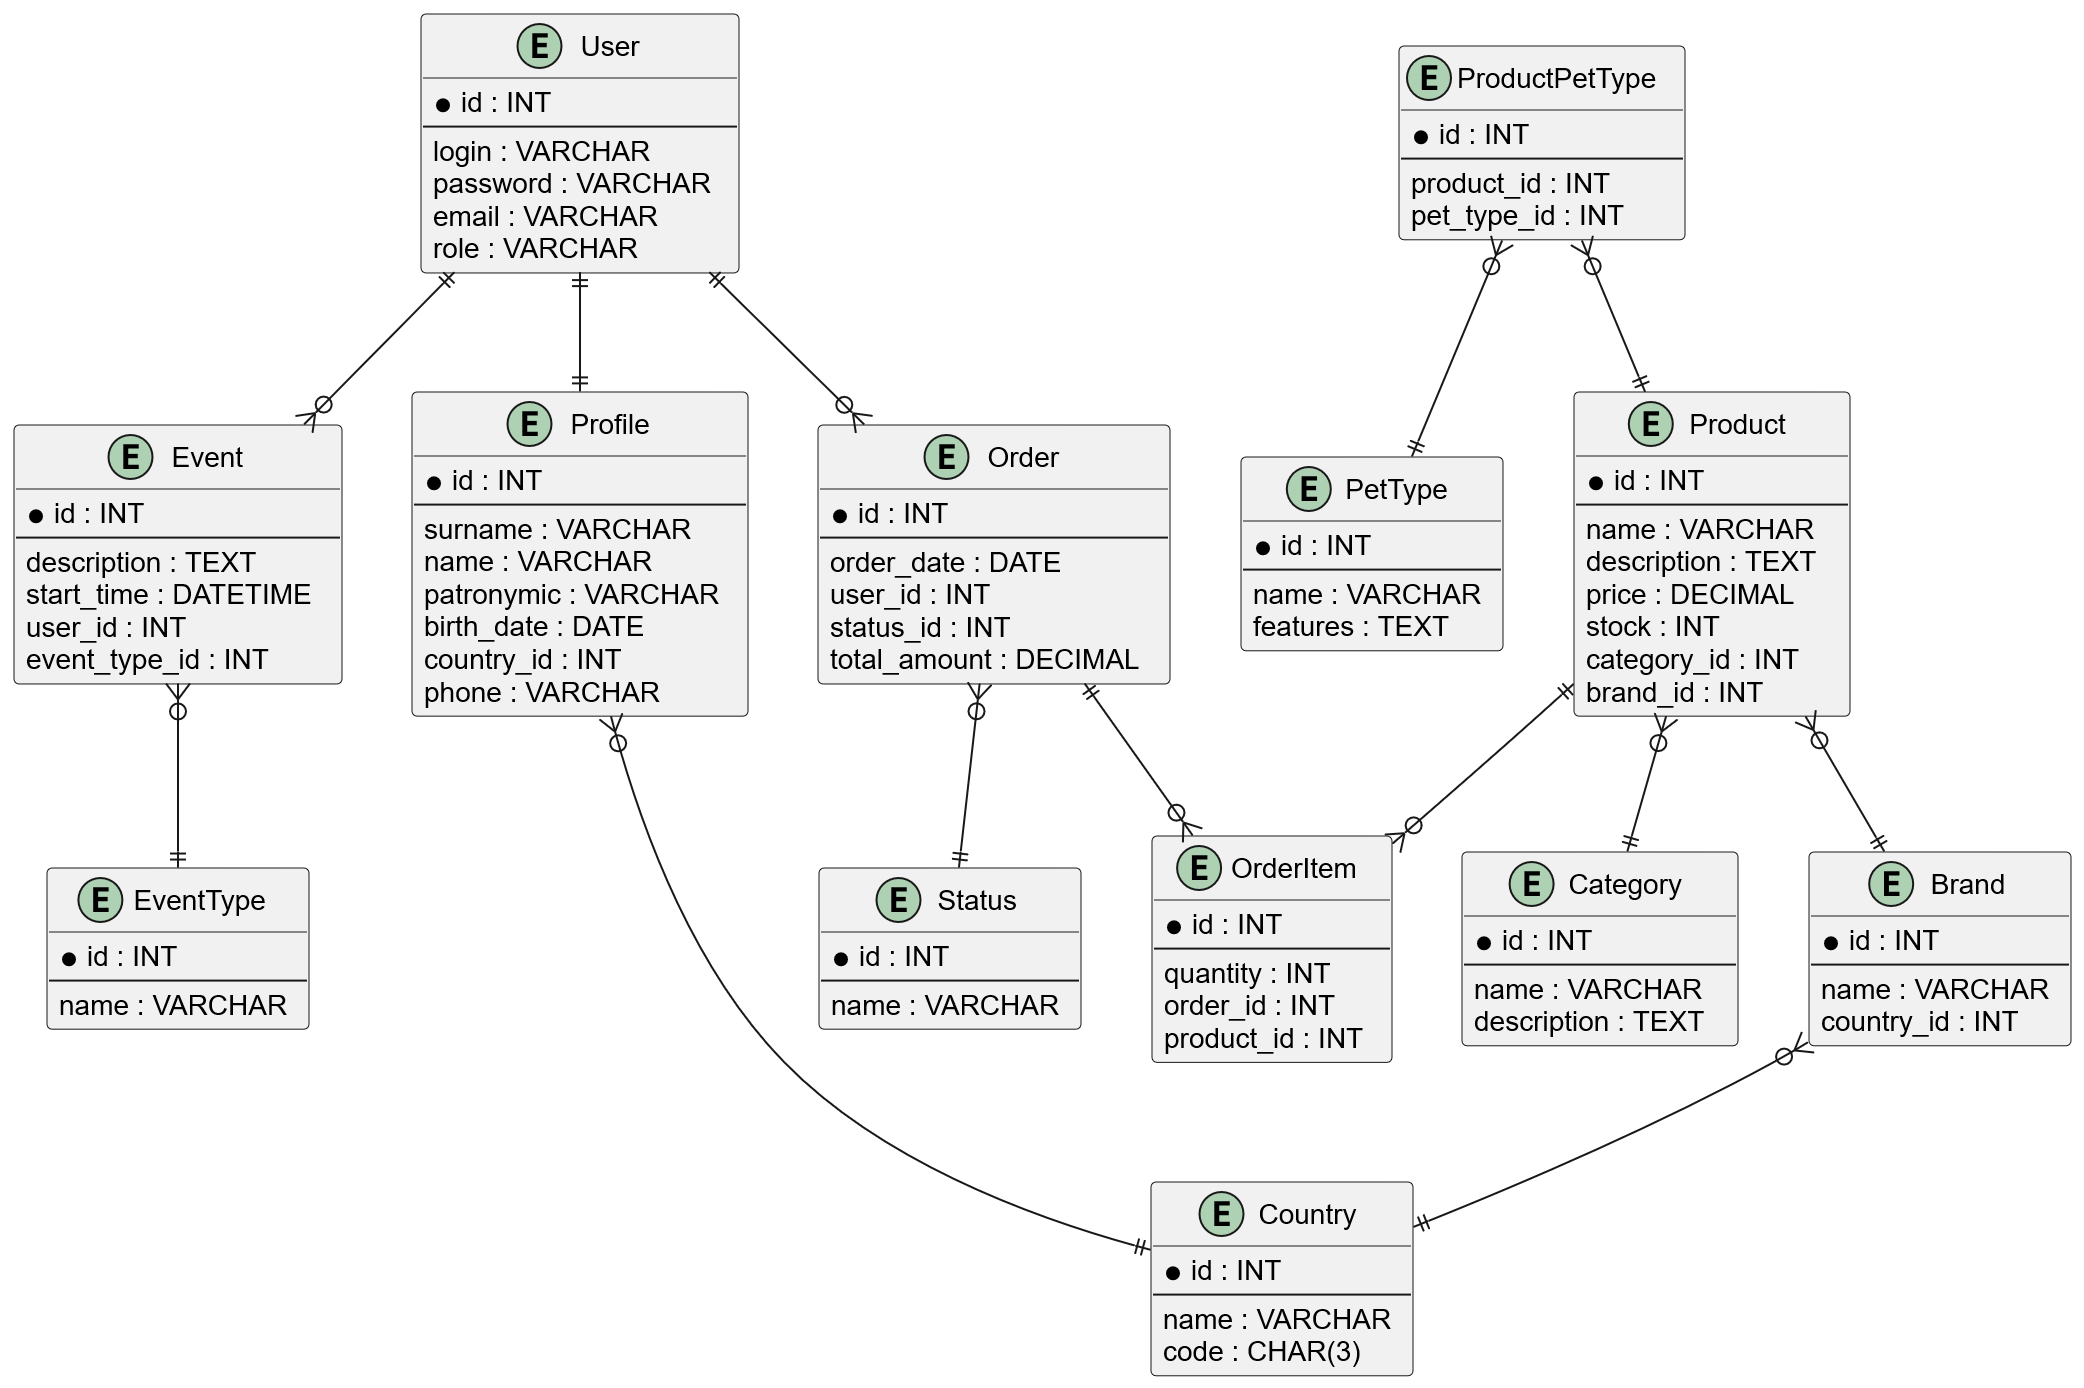 E User
id : INT
login : VARCHAR
password : VARCHAR
email : VARCHAR
role : VARCHAR
E ProductPetType
id : INT
product_id : INT
pet_type_id : INT
E Event
id : INT
description : TEXT
start_time : DATETIME
user_id : INT
event_type_id : INT
E Profile
id : INT
surname : VARCHAR
name : VARCHAR
patronymic : VARCHAR
birth_date : DATE
country_id : INT
phone : VARCHAR
E Order
id : INT
order_date : DATE
user_id : INT
status_id : INT
total_amount : DECIMAL
E PetType
id : INT
name : VARCHAR
features : TEXT
E Product
id : INT
name : VARCHAR
description : TEXT
price : DECIMAL
stock : INT
category_id : INT
brand_id : INT
E EventType
id : INT
name : VARCHAR
E Status
id : INT
name : VARCHAR
E OrderItem
id : INT
quantity : INT
order_id : INT
product_id : INT
E Category
id : INT
name : VARCHAR
description : TEXT
E Brand
id : INT
name : VARCHAR
country_id : INT
E Country
id : INT
name : VARCHAR
code : CHAR(3)